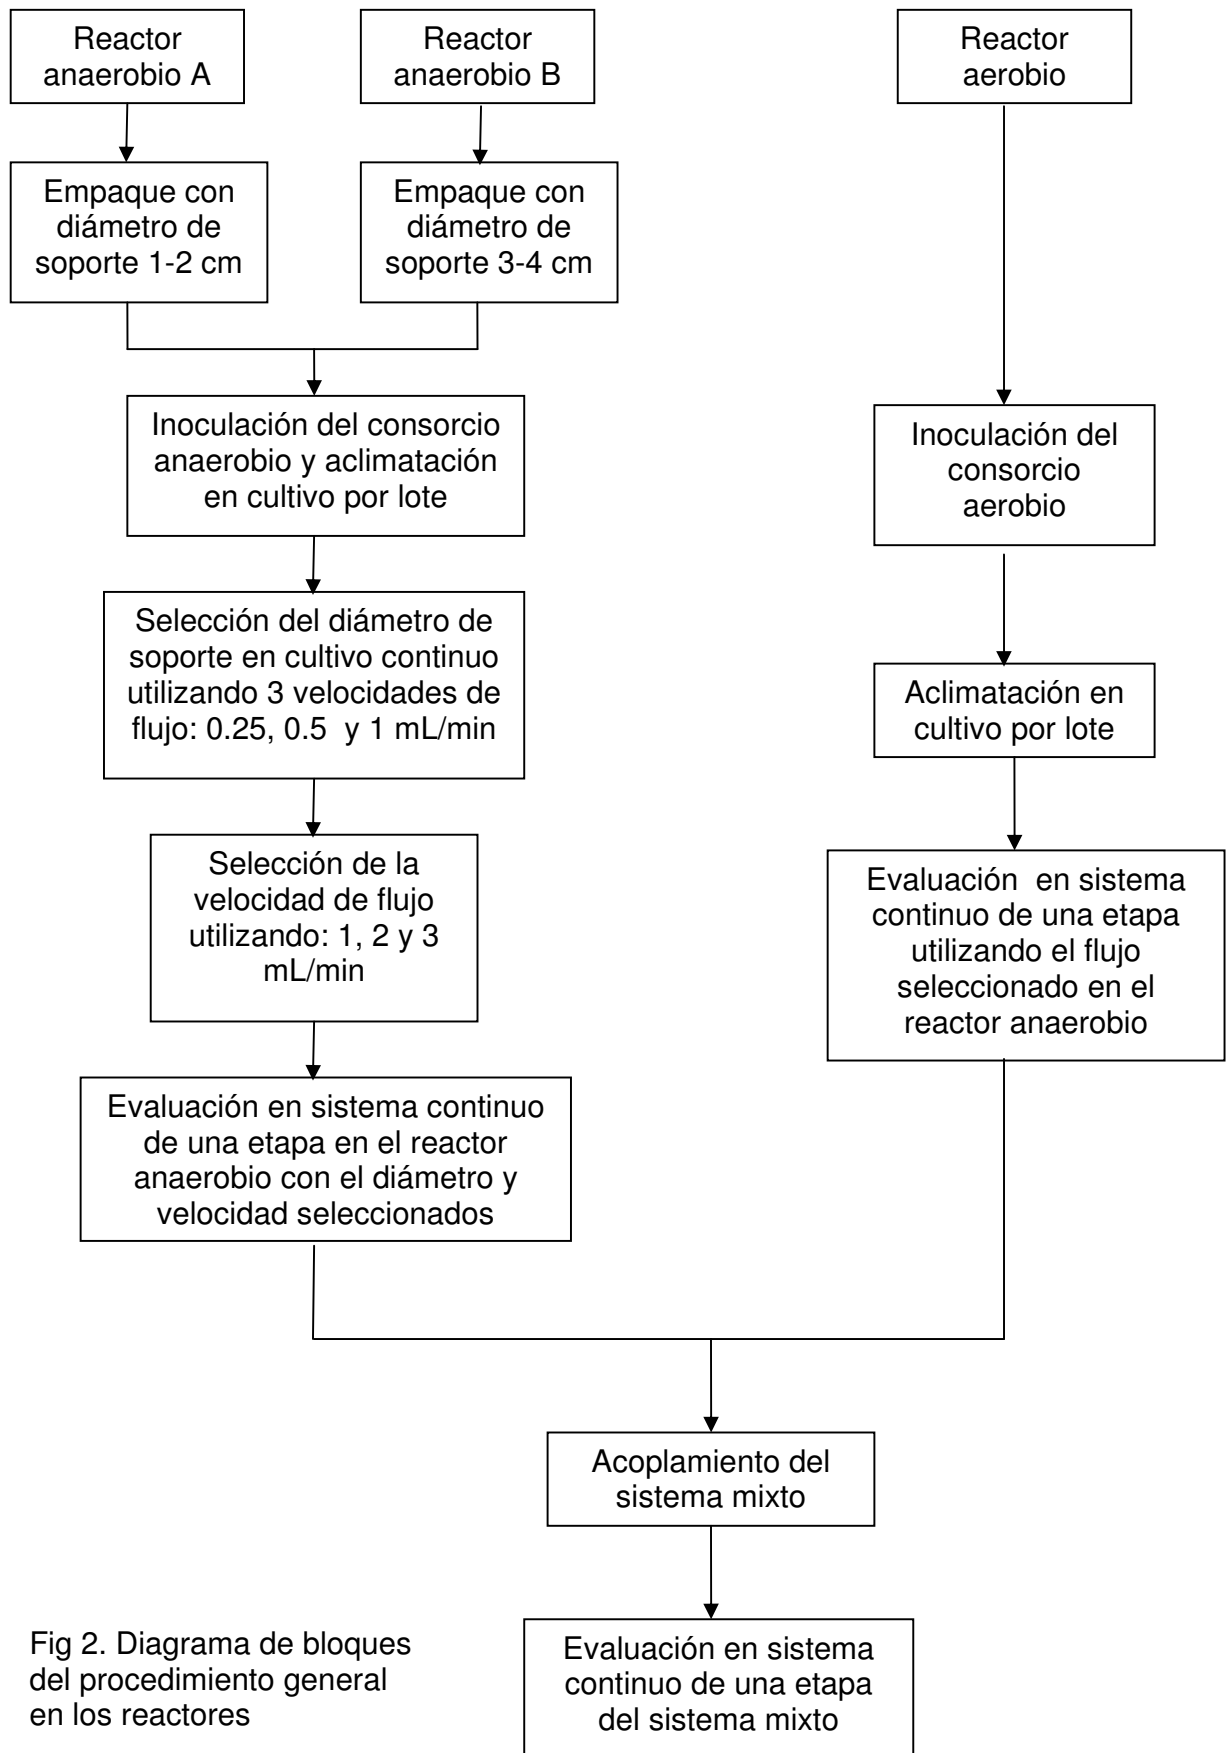 Reactor
anaerobio A
Reactor
anaerobio B
Reactor
aerobio
Empaque con
diámetro de
soporte 1-2 cm
Empaque con
diámetro de
soporte 3-4 cm
Inoculación del consorcio
anaerobio y aclimatación
en cultivo por lote
Inoculación del
consorcio
aerobio
Selección del diámetro de
soporte en cultivo continuo
utilizando 3 velocidades de
flujo: 0.25, 0.5 y 1 mL/min
Aclimatación en
cultivo por lote
Selección de la
velocidad de flujo
utilizando: 1, 2 y 3
mL/min
Evaluación en sistema
continuo de una etapa
utilizando el flujo
seleccionado en el
reactor anaerobio
Evaluación en sistema continuo
de una etapa en el reactor
anaerobio con el diámetro y
velocidad seleccionados
Acoplamiento del
sistema mixto
Evaluación en sistema
continuo de una etapa
del sistema mixto
Fig 2. Diagrama de bloques
del procedimiento general
en los reactores